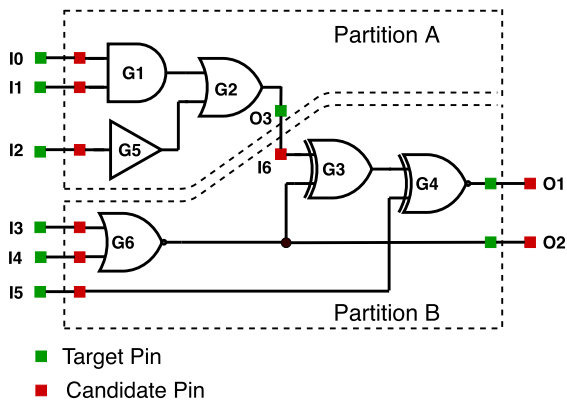 Partition A
I0
G1
I1
G2
O3
I2
G5
I6
G3
G4
O1
I3
G6
O2
I4
I5
Partition B
Target Pin
Candidate Pin